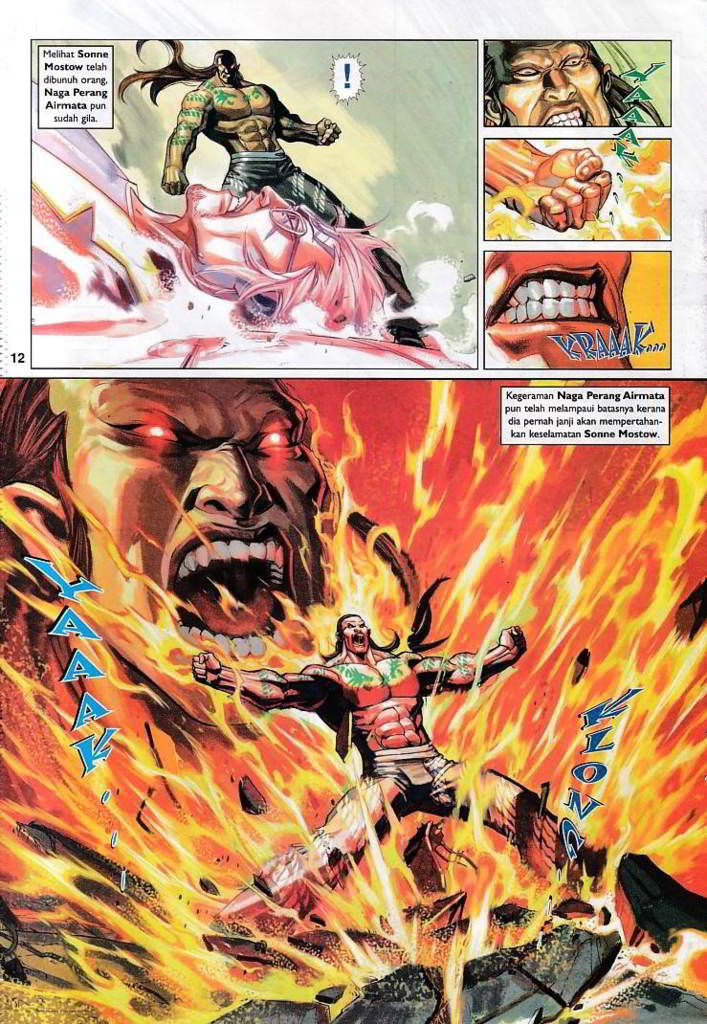 Melihat Sonne
Mostow telah
dibunuh orang,
Naga Perang
Airmata pun
sudah gila.
!
YAAAK
KRAAAK...
12
Kegeraman Naga Perang Airmata
pun telah melampaui batasnya kerana
dia pernah janji akan mempertahan-
kan keselamatan Sonne Mostow.
YAAAK...
KLONG